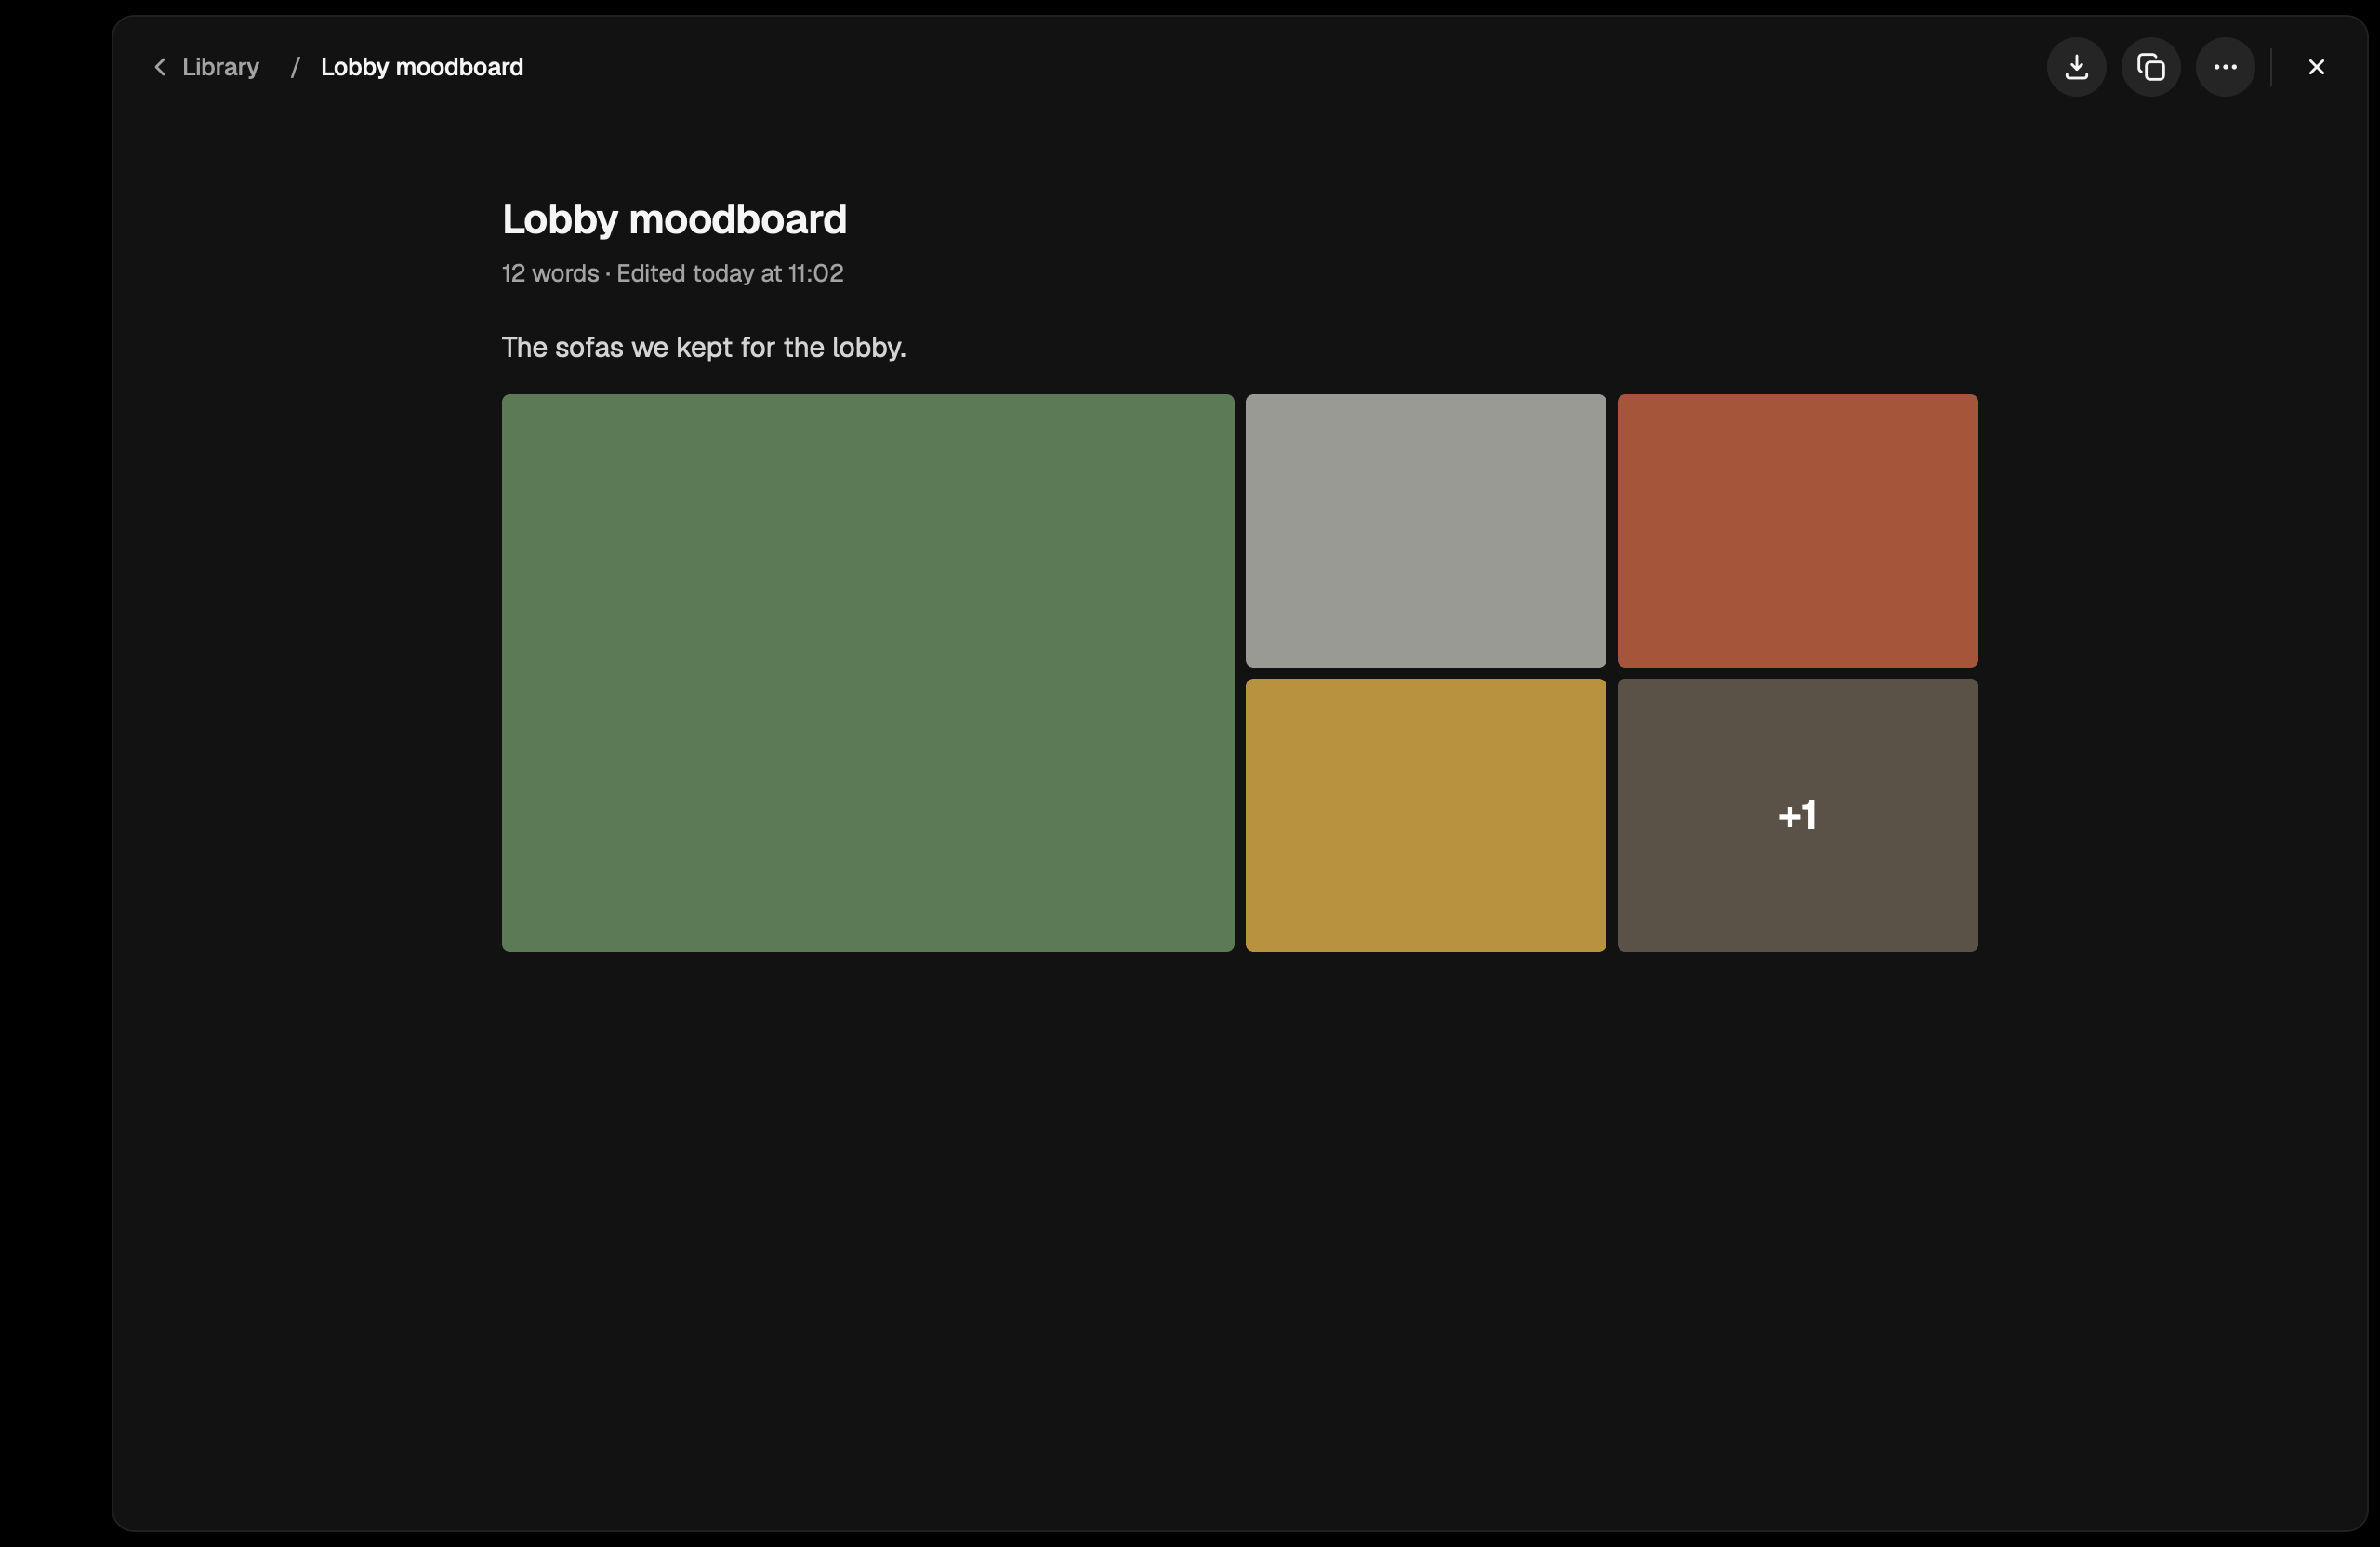 Library / Lobby moodboard
Lobby moodboard
12 words · Edited today at 11:02
The sofas we kept for the lobby.
+1